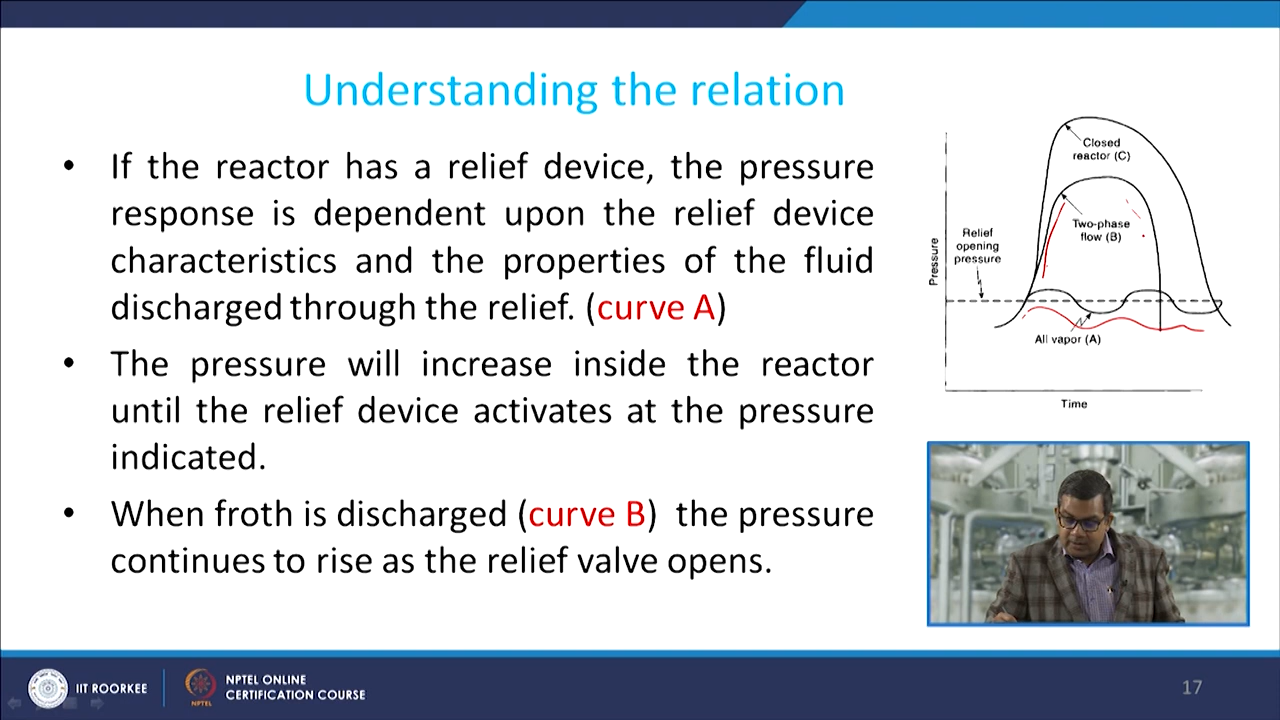 Understanding the relation
• If the reactor has a relief device, the pressure
response is dependent upon the relief device
characteristics and the properties of the fluid
discharged through the relief. (curve A)
• The pressure will increase inside the reactor
until the relief device activates at the pressure
indicated.
• When froth is discharged (curve B) the pressure
continues to rise as the relief valve opens.
Closed
reactor (C)
Two-phase
flow (B)
Relief
opening
pressure
Pressure
All vapor (A)
Time
IIT ROORKEE
NPTEL
NPTEL ONLINE
CERTIFICATION COURSE
17